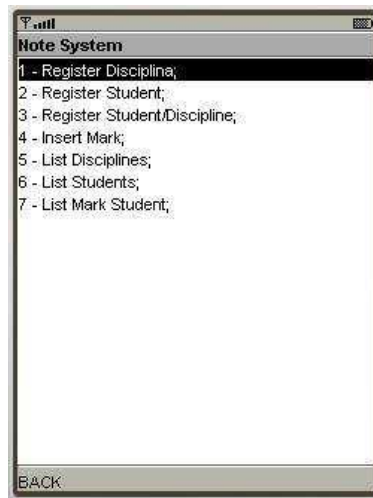 Note System
1 - Register Disciplina;
2 - Register Student;
3 - Register Student/Discipline;
4 - Insert Mark;
5 - List Disciplines;
6 - List Students;
7 - List Mark Student;
BACK